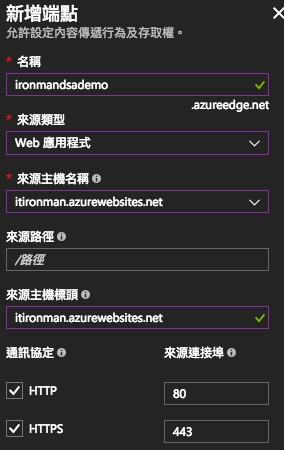 新增端點
允許設定內容傳遞行為及存取權。
* 名稱
ironmandsademo
.azureedge.net
* 來源類型
Web 應用程式
* 來源主機名稱
itironman.azurewebsites.net
來源路徑
/路徑
來源主機標頭
itironman.azurewebsites.net
通訊協定 來源連接埠
HTTP 80
HTTPS 443